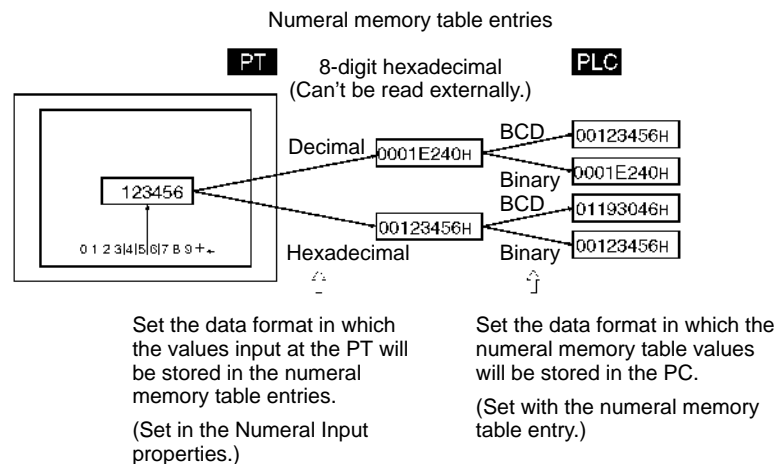 Numeral memory table entries
PT
8-digit hexadecimal
(Can't be read externally.)
PLC
Decimal
0001E240H
BCD
00123456H
Binary
0001E240H
123456
0 1 2 3|4|5|6|7 8 9 + ←
Hexadecimal
00123456H
BCD
01193046H
Binary
00123456H
Set the data format in which
the values input at the PT will
be stored in the numeral
memory table entries.
(Set in the Numeral Input
properties.)
Set the data format in which the
numeral memory table values
will be stored in the PC.
(Set with the numeral memory
table entry.)